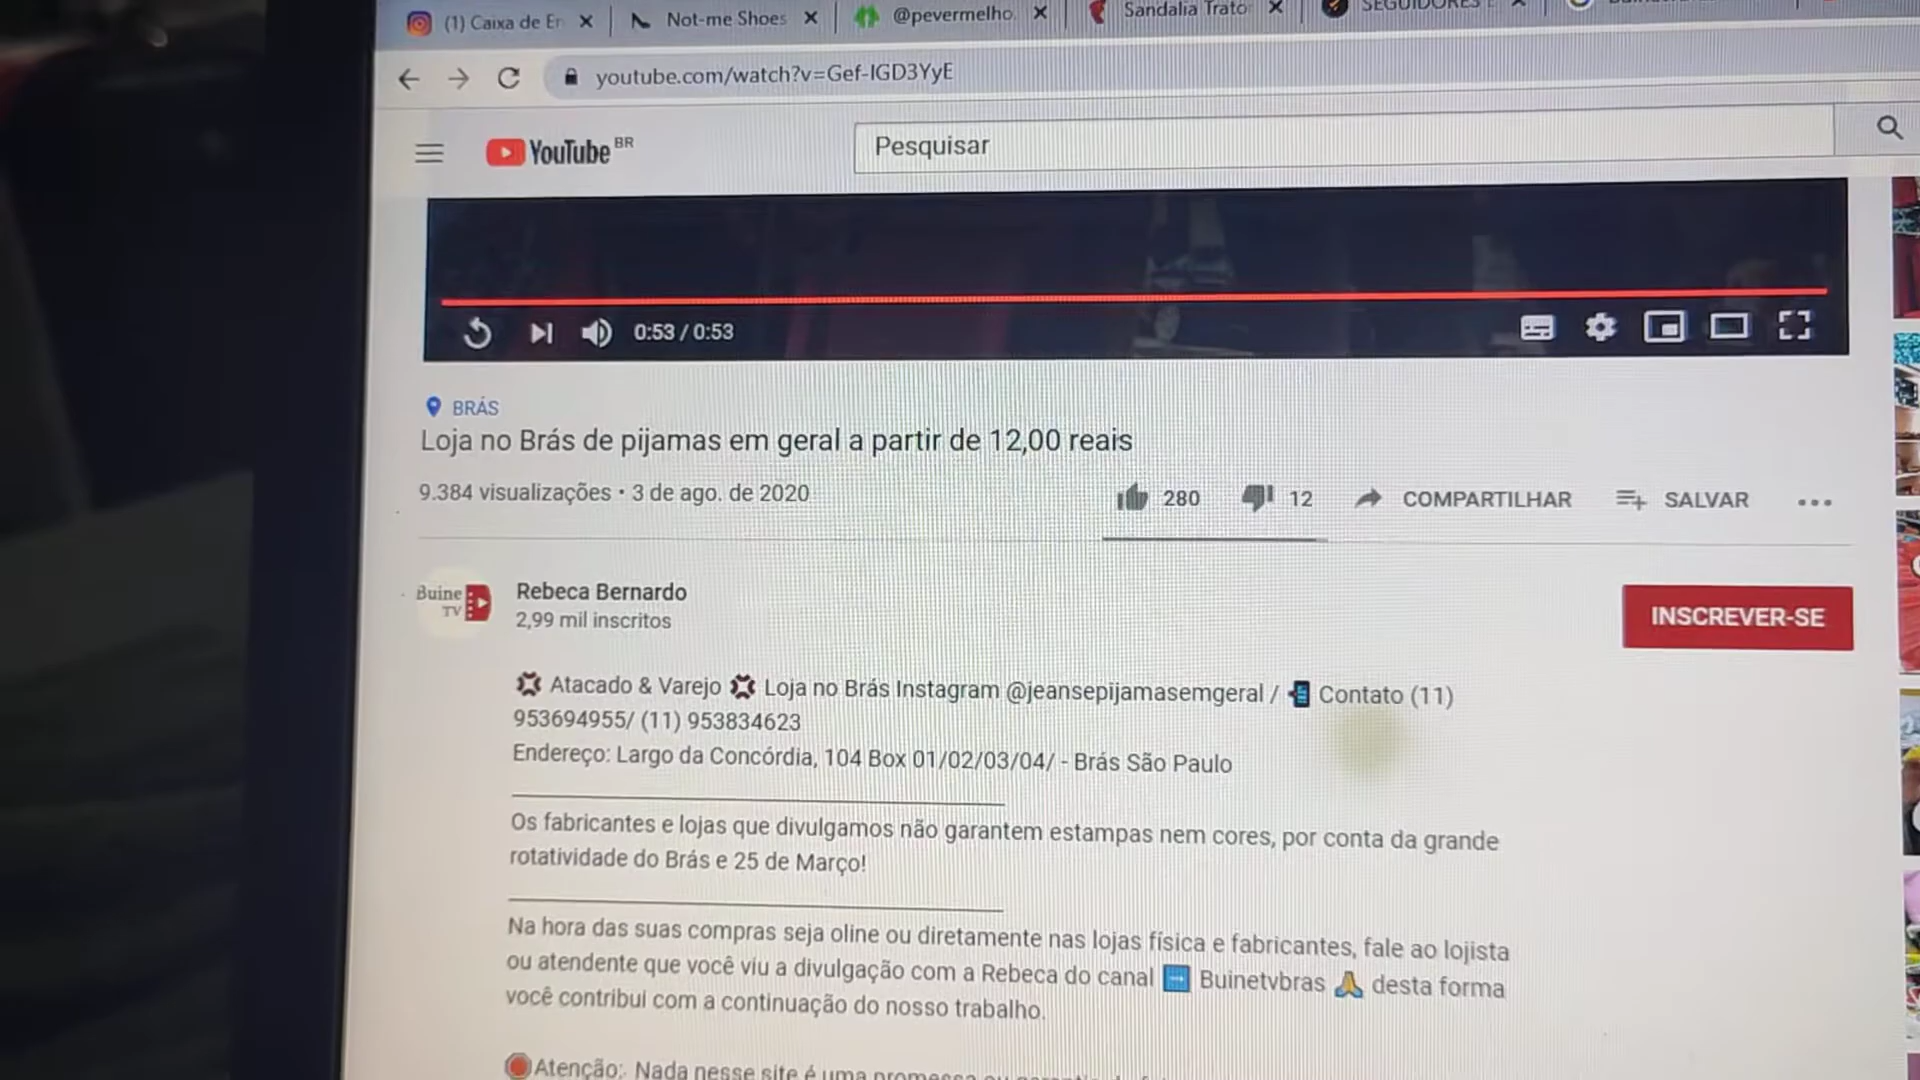 (1) Caixa de En
Not-me Shoes
@pevermelho.
Sandalia Trato
SEGUIDORES
youtube.com/watch?v=Gef-IGD3YyE
YouTube BR
Pesquisar
0:53 / 0:53
BRÁS
Loja no Brás de pijamas em geral a partir de 12,00 reais
9.384 visualizações • 3 de ago. de 2020
280 12 COMPARTILHAR SALVAR
Buine TV
Rebeca Bernardo
2,99 mil inscritos
INSCREVER-SE
💢 Atacado & Varejo 💢 Loja no Brás Instagram @jeansepijamasemgeral / 📲 Contato (11)
953694955/ (11) 953834623
Endereço: Largo da Concórdia, 104 Box 01/02/03/04/ - Brás São Paulo
Os fabricantes e lojas que divulgamos não garantem estampas nem cores, por conta da grande
rotatividade do Brás e 25 de Março!
Na hora das suas compras seja oline ou diretamente nas lojas física e fabricantes, fale ao lojista
ou atendente que você viu a divulgação com a Rebeca do canal ➡ Buinetvbras 🙏 desta forma
você contribui com a continuação do nosso trabalho.
🛑Atenção: Nada nesse site é uma promessa ou